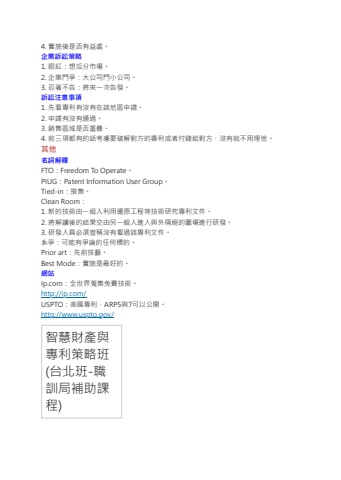 4. 實施後是否有益處。
企業訴訟策略
1. 眼紅：想瓜分市場。
2. 企業鬥爭：大公司鬥小公司。
3. 忍著不告：將來一次告發。
訴訟注意事項
1. 先看專利有沒有在該地區申請。
2. 申請有沒有通過。
3. 銷售區域是否重疊。
4. 前三項都有的話考慮要破解對方的專利或者付錢給對方，沒有就不用理他。
其他
名詞解釋
FTO：Freedom To Operate。
PIUG：Patent Information User Group。
Tied-in：搭售。
Clean Room：
1. 新的技術由一組人利用還原工程等技術研究專利文件。
2. 將解讀後的結果交由另一組人進入與外隔絕的團場進行研發。
3. 研發人員必須宣稱沒有看過該專利文件。
系爭：可能有爭論的任何標的。
Prior art：先前技藝。
Best Mode：實施是最好的。
網站
Ip.com：全世界蒐集免費技術。
http://ip.com/
USPTO：美國專利，ARP5與7可以公開。
http://www.uspto.gov/
智慧財產與
專利策略班
(台北班-職
訓局補助課
程)